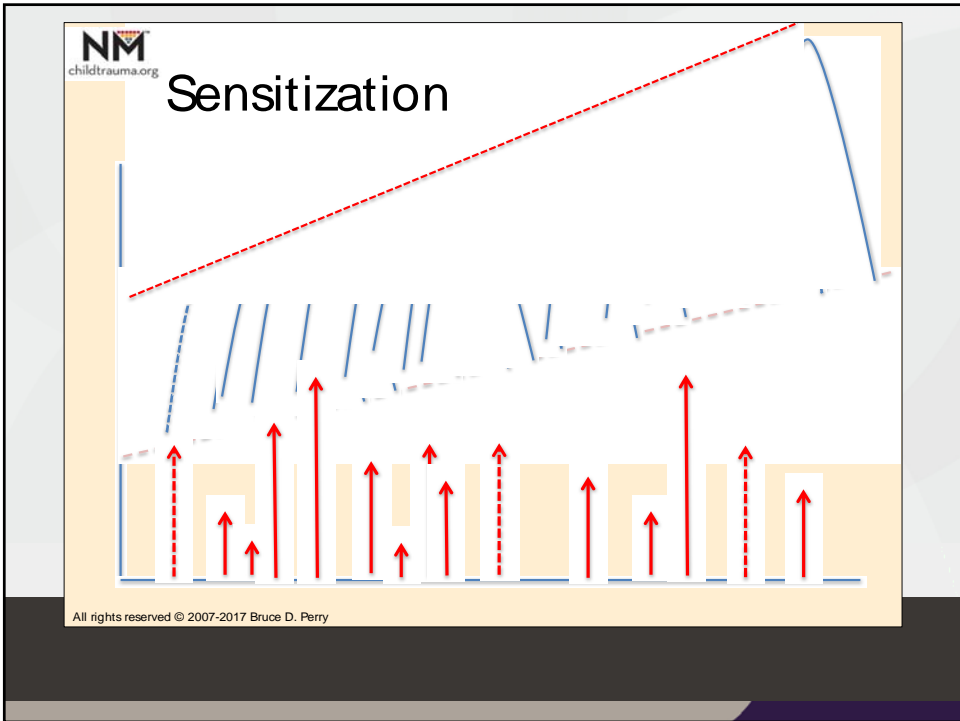 NM
childtrauma.org
Sensitization
All rights reserved © 2007-2017 Bruce D. Perry